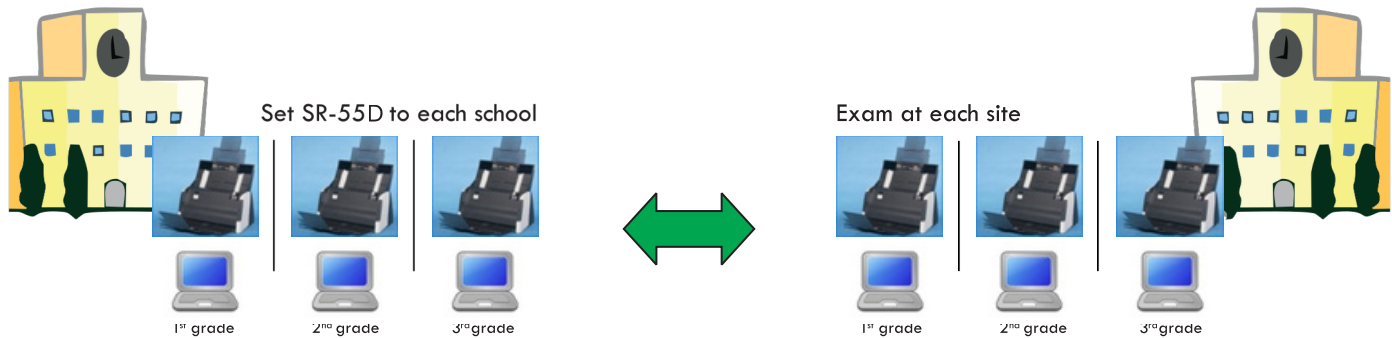 Set SR-55D to each school
Exam at each site
1st grade
2nd grade
3rd grade
1st grade
2nd grade
3rd grade